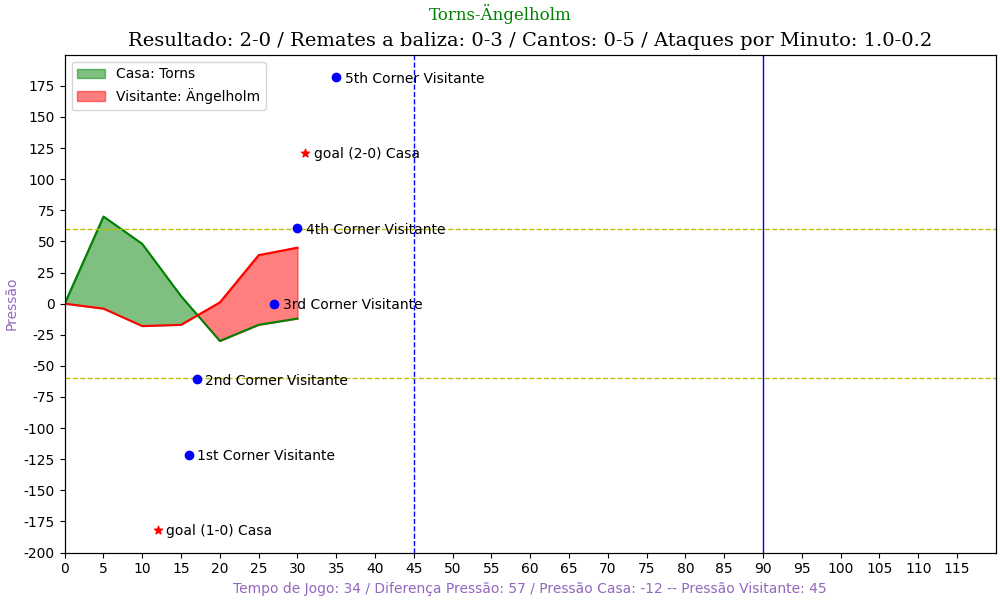 Torns-Ängelholm
Resultado: 2-0 / Remates a baliza: 0-3 / Cantos: 0-5 / Ataques por Minuto: 1.0-0.2
Casa: Torns
Visitante: Ängelholm
5th Corner Visitante
goal (2-0) Casa
4th Corner Visitante
3rd Corner Visitante
2nd Corner Visitante
1st Corner Visitante
goal (1-0) Casa
Pressão
175
150
125
100
75
50
25
0
-25
-50
-75
-100
-125
-150
-175
-200
0 5 10 15 20 25 30 35 40 45 50 55 60 65 70 75 80 85 90 95 100 105 110 115
Tempo de Jogo: 34 / Diferença Pressão: 57 / Pressão Casa: -12 -- Pressão Visitante: 45